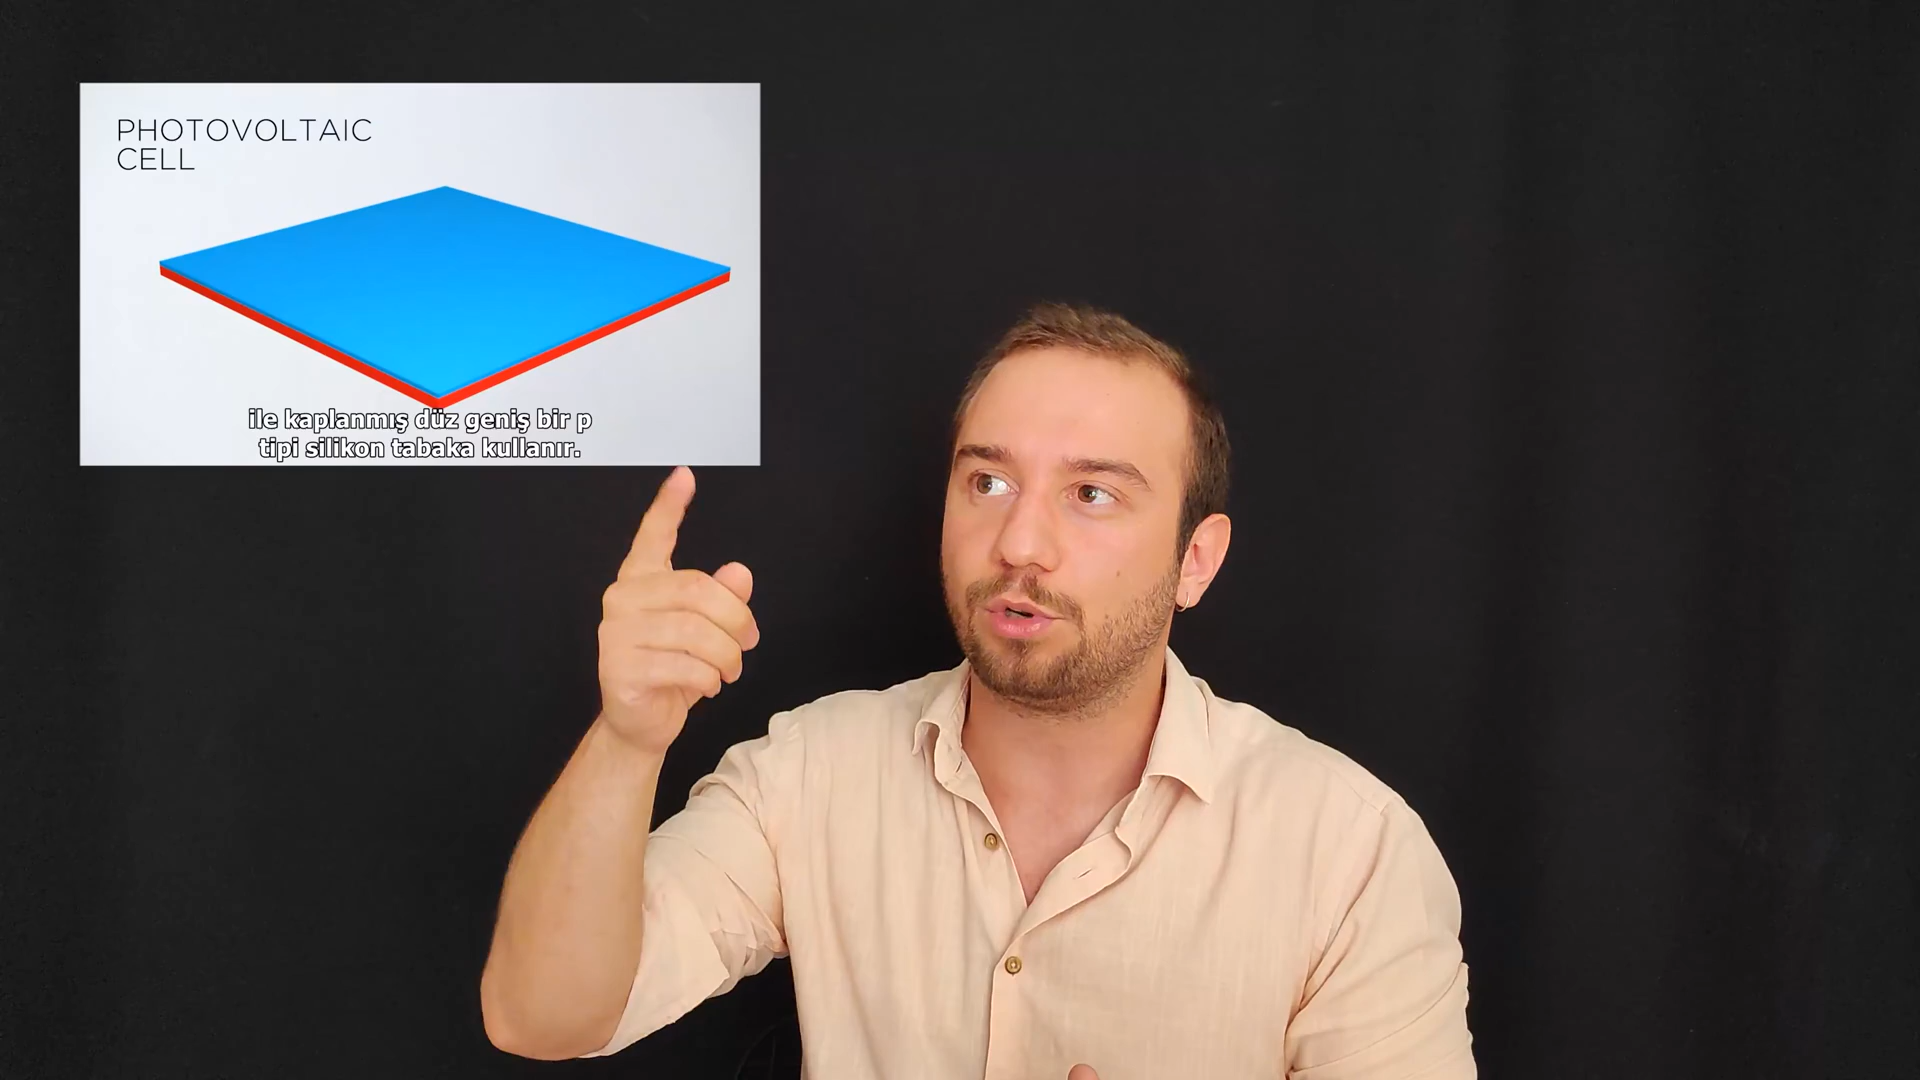 PHOTOVOLTAIC
CELL
ile kaplanmış düz geniş bir p
tipi silikon tabaka kullanır.